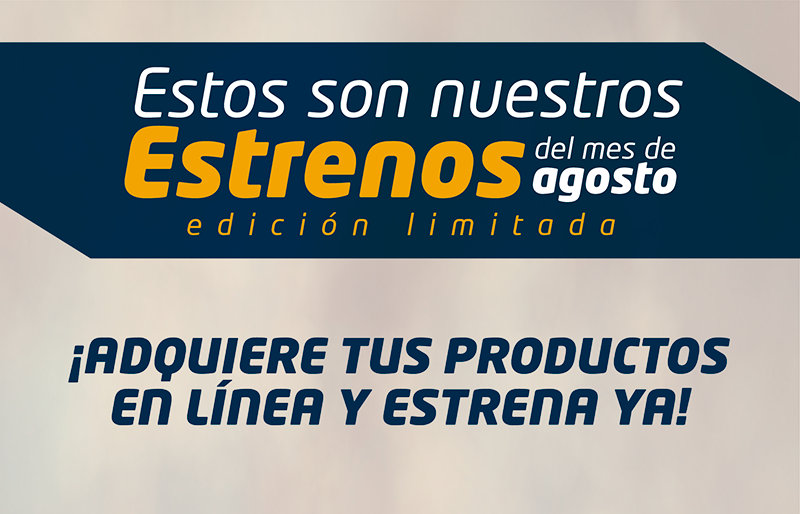 Estos son nuestros
Estrenos del mes de agosto
edición limitada
¡ADQUIERE TUS PRODUCTOS
EN LÍNEA Y ESTRENA YA!